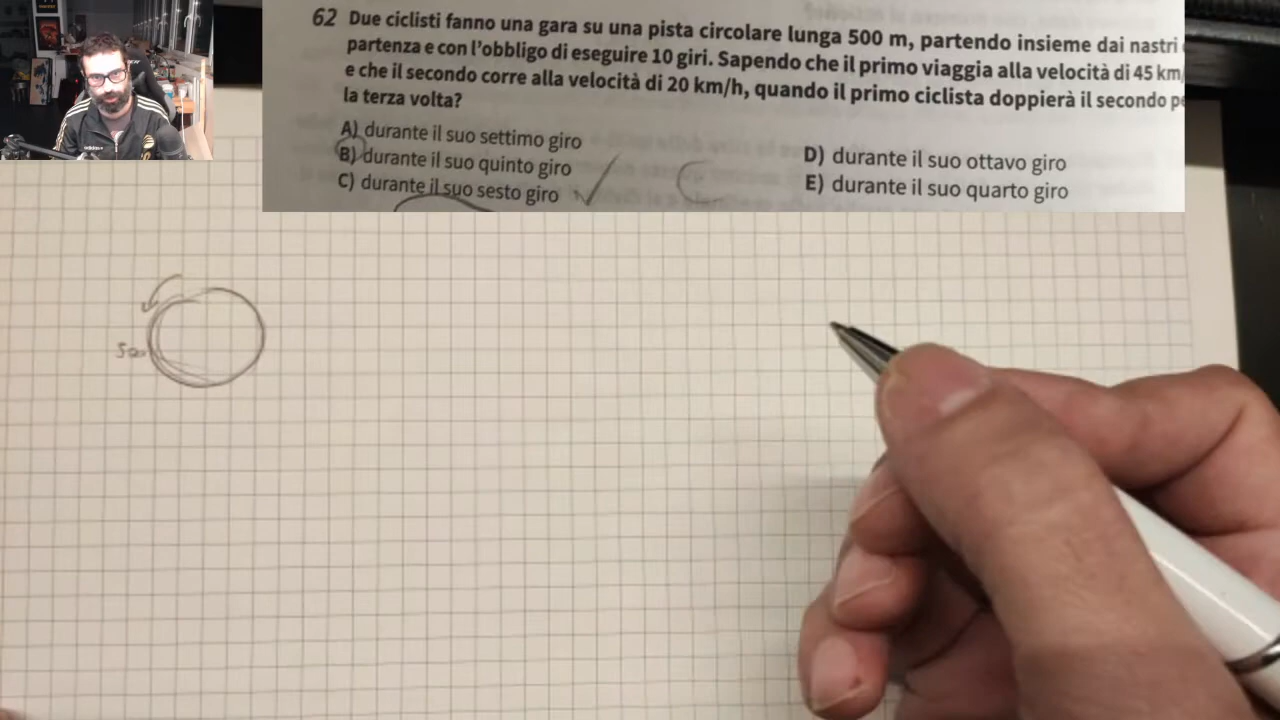 62 Due ciclisti fanno una gara su una pista circolare lunga 500 m, partendo insieme dai nastri
partenza e con l'obbligo di eseguire 10 giri. Sapendo che il primo viaggia alla velocità di 45 km
e che il secondo corre alla velocità di 20 km/h, quando il primo ciclista doppierà il secondo pe
la terza volta?
A) durante il suo settimo giro
B) durante il suo quinto giro
C) durante il suo sesto giro
D) durante il suo ottavo giro
E) durante il suo quarto giro
500